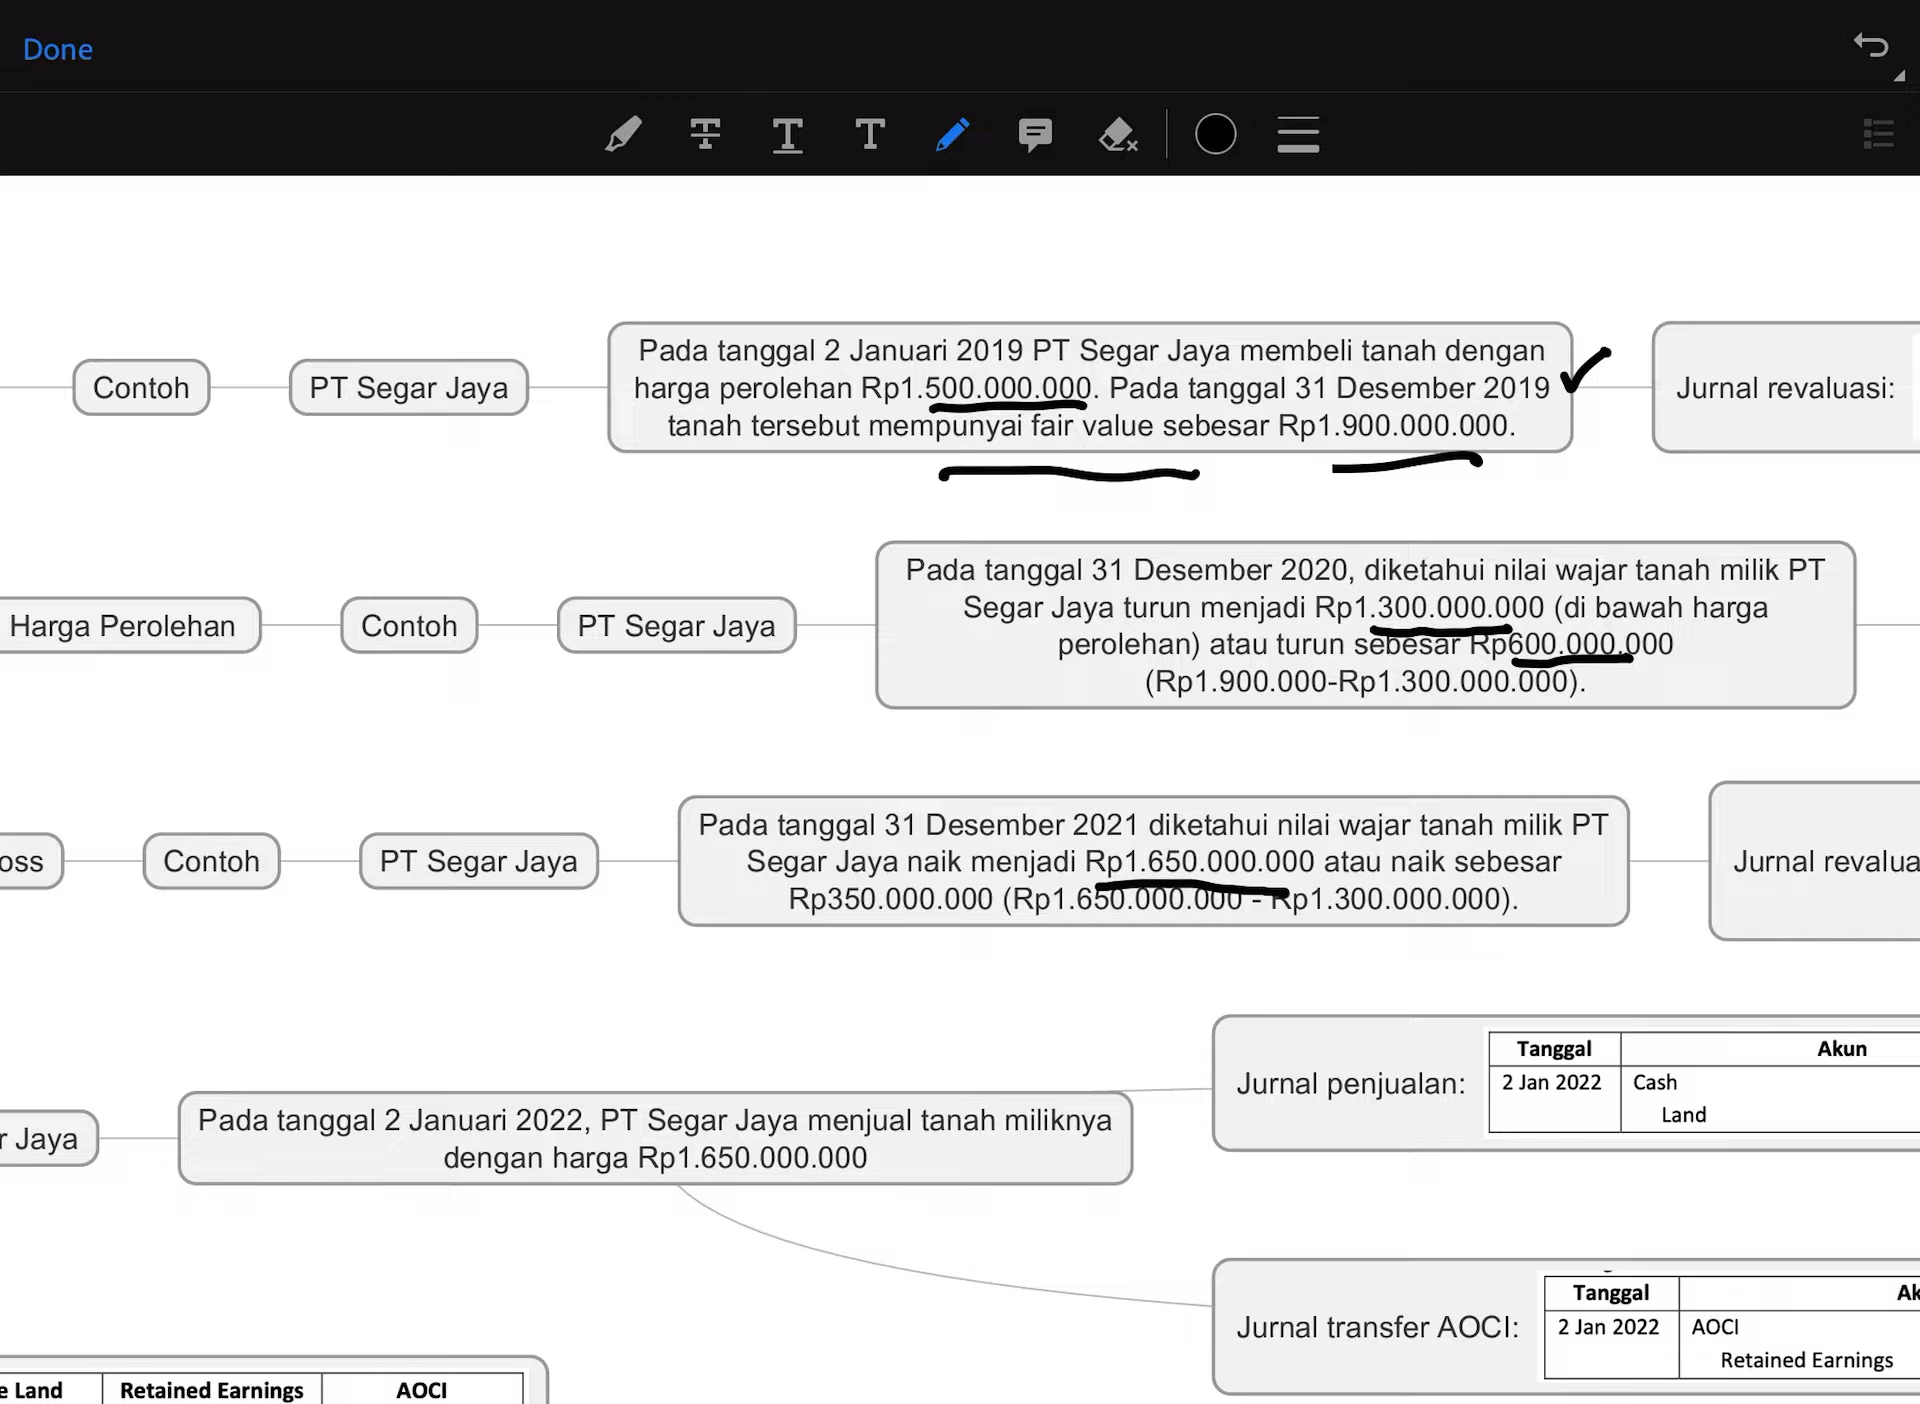 Done
Contoh
PT Segar Jaya
Pada tanggal 2 Januari 2019 PT Segar Jaya membeli tanah dengan
harga perolehan Rp1.500.000.000. Pada tanggal 31 Desember 2019
tanah tersebut mempunyai fair value sebesar Rp1.900.000.000.
Jurnal revaluasi:
Harga Perolehan
Contoh
PT Segar Jaya
Pada tanggal 31 Desember 2020, diketahui nilai wajar tanah milik PT
Segar Jaya turun menjadi Rp1.300.000.000 (di bawah harga
perolehan) atau turun sebesar Rp600.000.000
(Rp1.900.000-Rp1.300.000.000).
oss
Contoh
PT Segar Jaya
Pada tanggal 31 Desember 2021 diketahui nilai wajar tanah milik PT
Segar Jaya naik menjadi Rp1.650.000.000 atau naik sebesar
Rp350.000.000 (Rp1.650.000.000 - Rp1.300.000.000).
Jurnal revalua
r Jaya
Pada tanggal 2 Januari 2022, PT Segar Jaya menjual tanah miliknya
dengan harga Rp1.650.000.000
Jurnal penjualan:
Tanggal Akun
2 Jan 2022 Cash
Land
Jurnal transfer AOCI:
Tanggal Ak
2 Jan 2022 AOCI
Retained Earnings
e Land Retained Earnings AOCI